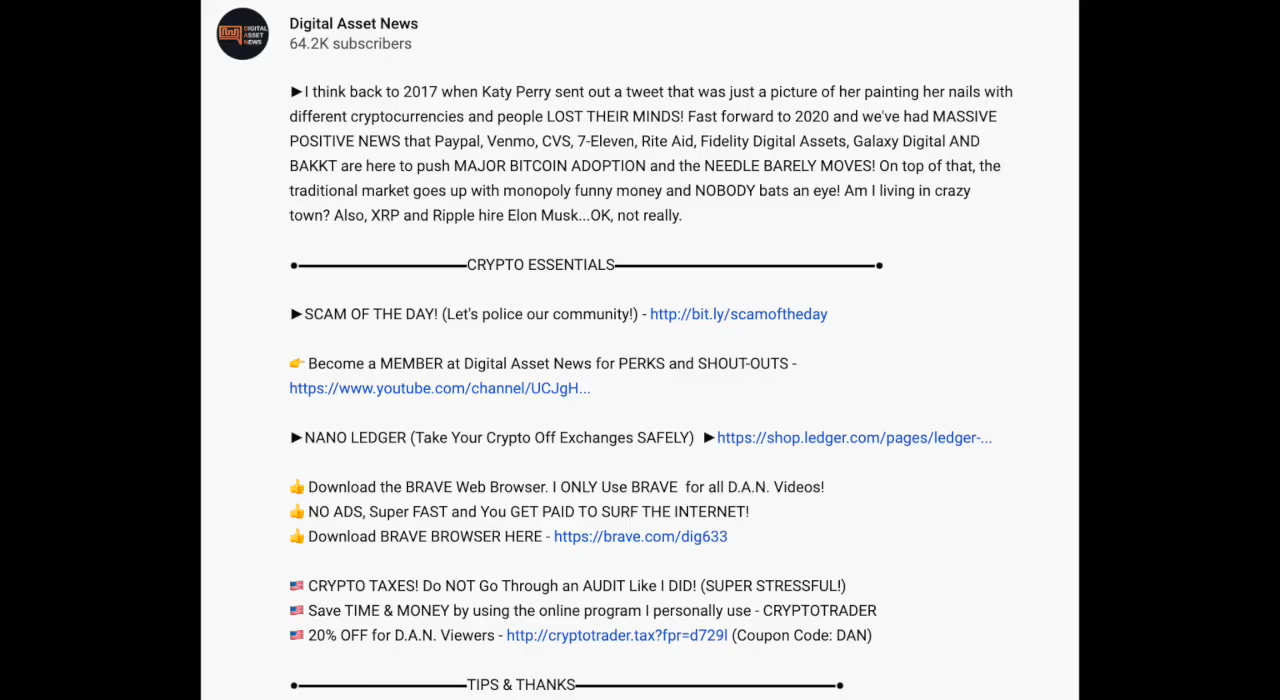 DIGITAL
ASSET
NEWS
Digital Asset News
64.2K subscribers
►I think back to 2017 when Katy Perry sent out a tweet that was just a picture of her painting her nails with
different cryptocurrencies and people LOST THEIR MINDS! Fast forward to 2020 and we've had MASSIVE
POSITIVE NEWS that Paypal, Venmo, CVS, 7-Eleven, Rite Aid, Fidelity Digital Assets, Galaxy Digital AND
BAKKT are here to push MAJOR BITCOIN ADOPTION and the NEEDLE BARELY MOVES! On top of that, the
traditional market goes up with monopoly funny money and NOBODY bats an eye! Am I living in crazy
town? Also, XRP and Ripple hire Elon Musk...OK, not really.
●▬▬▬▬▬▬▬▬▬▬CRYPTO ESSENTIALS▬▬▬▬▬▬▬▬▬▬▬▬▬▬▬●
►SCAM OF THE DAY! (Let's police our community!) - http://bit.ly/scamoftheday
👉 Become a MEMBER at Digital Asset News for PERKS and SHOUT-OUTS -
https://www.youtube.com/channel/UCJgH...
►NANO LEDGER (Take Your Crypto Off Exchanges SAFELY) ►https://shop.ledger.com/pages/ledger-...
👍 Download the BRAVE Web Browser. I ONLY Use BRAVE for all D.A.N. Videos!
👍 NO ADS, Super FAST and You GET PAID TO SURF THE INTERNET!
👍 Download BRAVE BROWSER HERE - https://brave.com/dig633
🇺🇸 CRYPTO TAXES! Do NOT Go Through an AUDIT Like I DID! (SUPER STRESSFUL!)
🇺🇸 Save TIME & MONEY by using the online program I personally use - CRYPTOTRADER
🇺🇸 20% OFF for D.A.N. Viewers - http://cryptotrader.tax?fpr=d729l (Coupon Code: DAN)
●▬▬▬▬▬▬▬▬▬▬TIPS & THANKS▬▬▬▬▬▬▬▬▬▬▬▬▬▬▬●